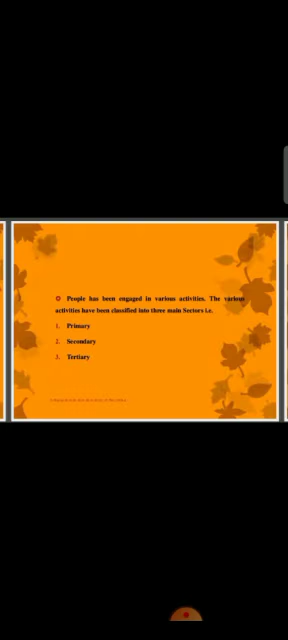 People has been engaged in various activities. The various
activities have been classified into three main Sectors i.e.
1. Primary
2. Secondary
3. Tertiary